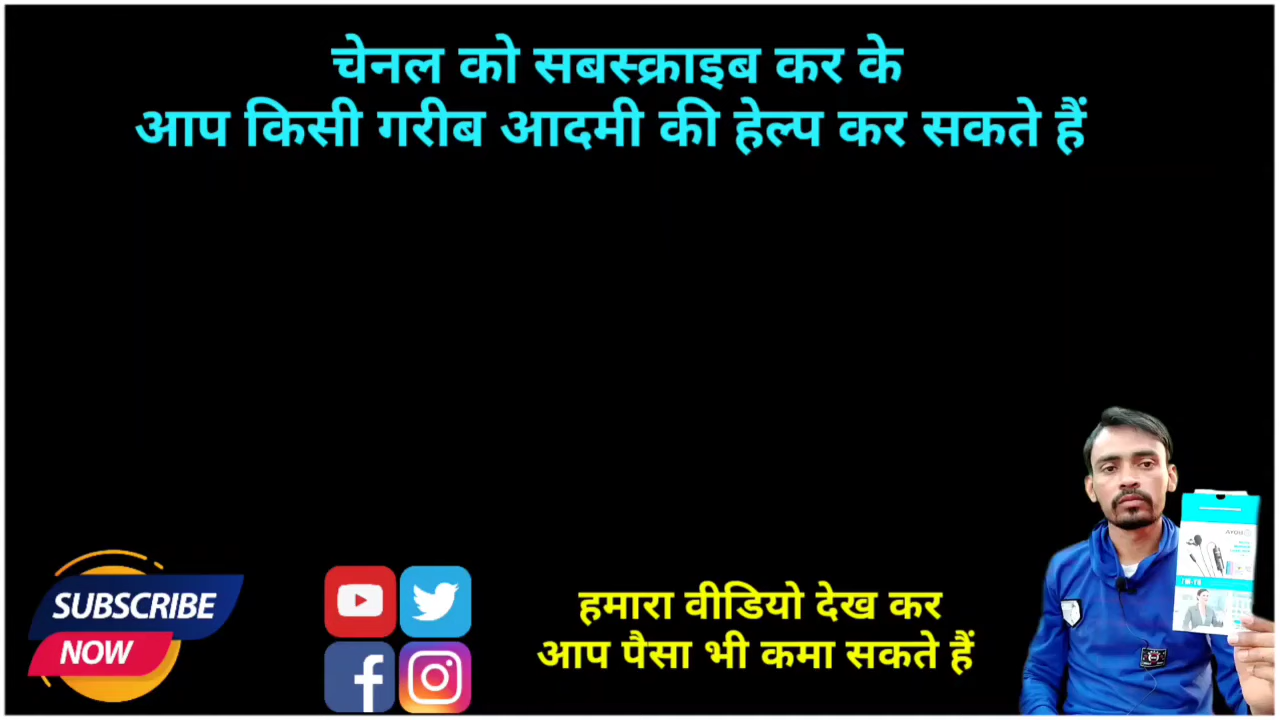 चेनल को सबस्क्राइब कर के
आप किसी गरीब आदमी की हेल्प कर सकते हैं
SUBSCRIBE
NOW
हमारा वीडियो देख कर
आप पैसा भी कमा सकते हैं